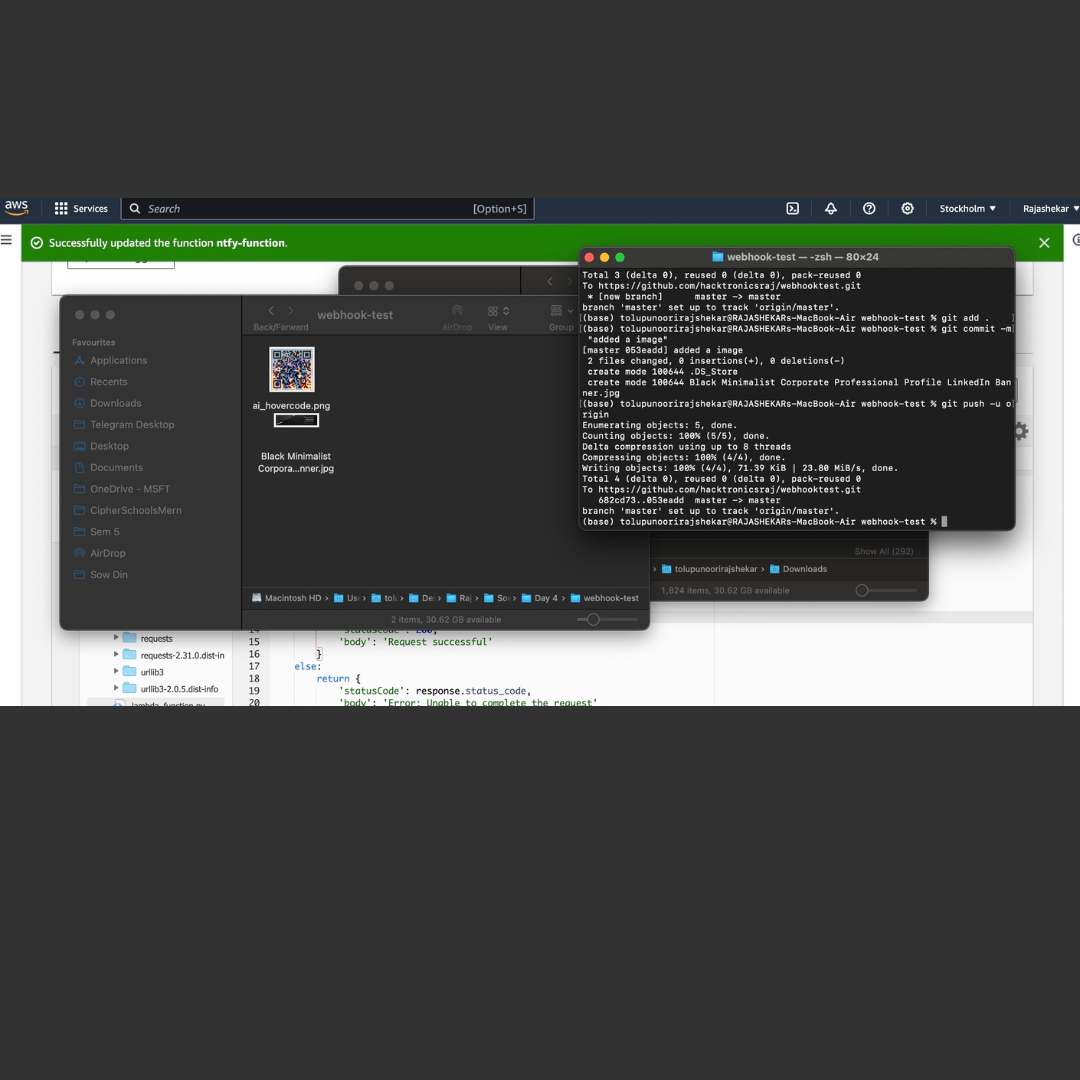 aws
Services
Search
[Option+S]
Stockholm ▼
Rajashekar ▼
Successfully updated the function ntfy-function.
webhook-test — -zsh — 80×24
Total 3 (delta 0), reused 0 (delta 0), pack-reused 0
To https://github.com/hacktronicsraj/webhooktest.git
 * [new branch]      master -> master
branch 'master' set up to track 'origin/master'.
[(base) tolupunoorirajshekar@RAJASHEKARs-MacBook-Air webhook-test % git add .    ]
[(base) tolupunoorirajshekar@RAJASHEKARs-MacBook-Air webhook-test % git commit -m]
 "added a image"
[master 053eadd] added a image
 2 files changed, 0 insertions(+), 0 deletions(-)
 create mode 100644 .DS_Store
 create mode 100644 Black Minimalist Corporate Professional Profile LinkedIn Ban
ner.jpg
[(base) tolupunoorirajshekar@RAJASHEKARs-MacBook-Air webhook-test % git push -u o]
rigin
Enumerating objects: 5, done.
Counting objects: 100% (5/5), done.
Delta compression using up to 8 threads
Compressing objects: 100% (4/4), done.
Writing objects: 100% (4/4), 71.39 KiB | 23.80 MiB/s, done.
Total 4 (delta 0), reused 0 (delta 0), pack-reused 0
To https://github.com/hacktronicsraj/webhooktest.git
   682cd73..053eadd  master -> master
branch 'master' set up to track 'origin/master'.
(base) tolupunoorirajshekar@RAJASHEKARs-MacBook-Air webhook-test %
webhook-test
Back/Forward
AirDrop
View
Group
Favourites
Applications
Recents
Downloads
Telegram Desktop
Desktop
Documents
OneDrive - MSFT
CipherSchoolsMern
Sem 5
AirDrop
Sow Din
ai_hovercode.png
Black Minimalist
Corpora...nner.jpg
Macintosh HD › Us › tol › De › Raj › So › Day 4 › webhook-test
2 items, 30.62 GB available
Show All (292)
› tolupunoorirajshekar › Downloads
1,824 items, 30.62 GB available
requests
requests-2.31.0.dist-in
urllib3
urllib3-2.0.5.dist-info
lambda_function.py
14 'statusCode': 200,
15 'body': 'Request successful'
16 }
17 else:
18 return {
19 'statusCode': response.status_code,
20 'body': 'Error: Unable to complete the request'